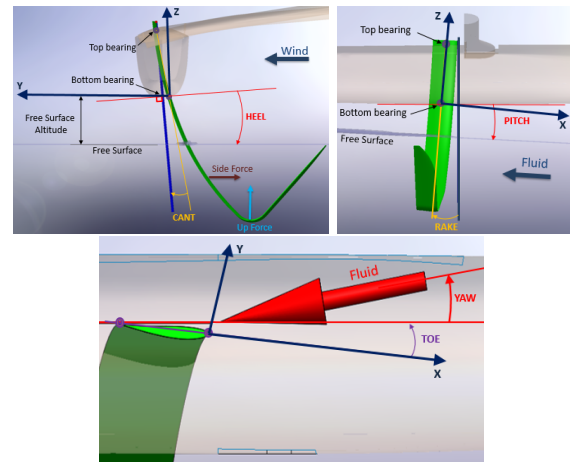 Z
Top bearing
Wind
Bottom bearing
Y
HEEL
Free Surface
Altitude
Free Surface
Side Force
CANT
Up Force
Z
Top bearing
Bottom bearing
X
PITCH
Free Surface
Fluid
RAKE
Y
Fluid
YAW
TOE
X